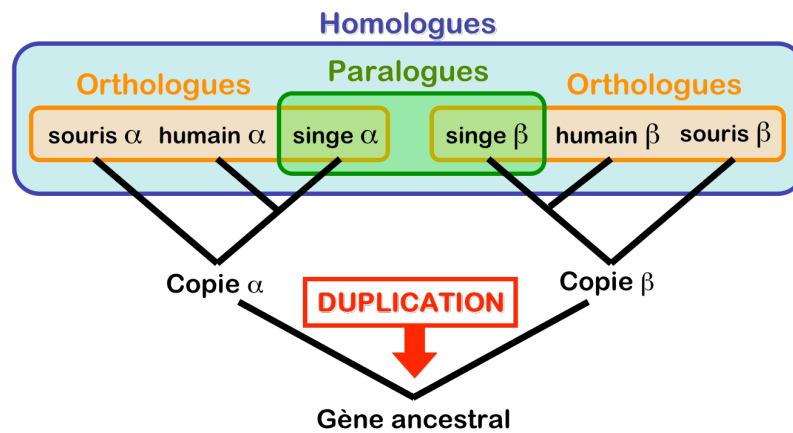 Homologues
Paralogues
Orthologues Orthologues
souris α humain α singe α singe β humain β souris β
Copie α Copie β
DUPLICATION
Gène ancestral